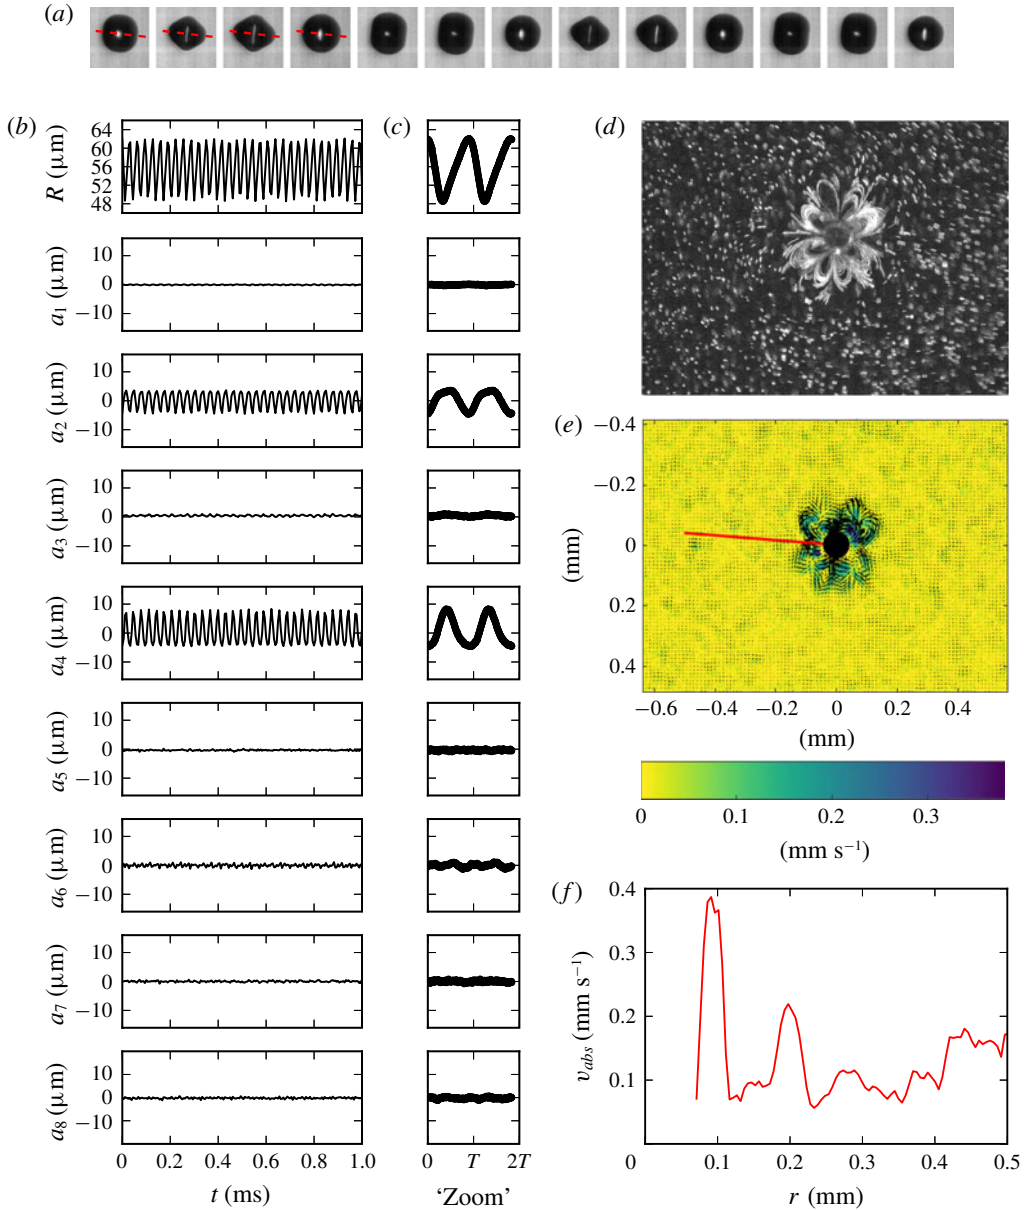 (a)
(b)
R (μm)
64
60
56
52
48
a1 (μm)
10
0
−10
a2 (μm)
10
0
−10
a3 (μm)
10
0
−10
a4 (μm)
10
0
−10
a5 (μm)
10
0
−10
a6 (μm)
10
0
−10
a7 (μm)
10
0
−10
a8 (μm)
10
0
−10
0 0.2 0.4 0.6 0.8 1.0
t (ms)
(c)
0 T 2T
‘Zoom’
(d)
(e)
−0.4
−0.2
0
0.2
0.4
(mm)
−0.6 −0.4 −0.2 0 0.2 0.4
(mm)
0 0.1 0.2 0.3
(mm s−1)
(f)
vabs (mm s−1)
0.4
0.3
0.2
0.1
0 0.1 0.2 0.3 0.4 0.5
r (mm)